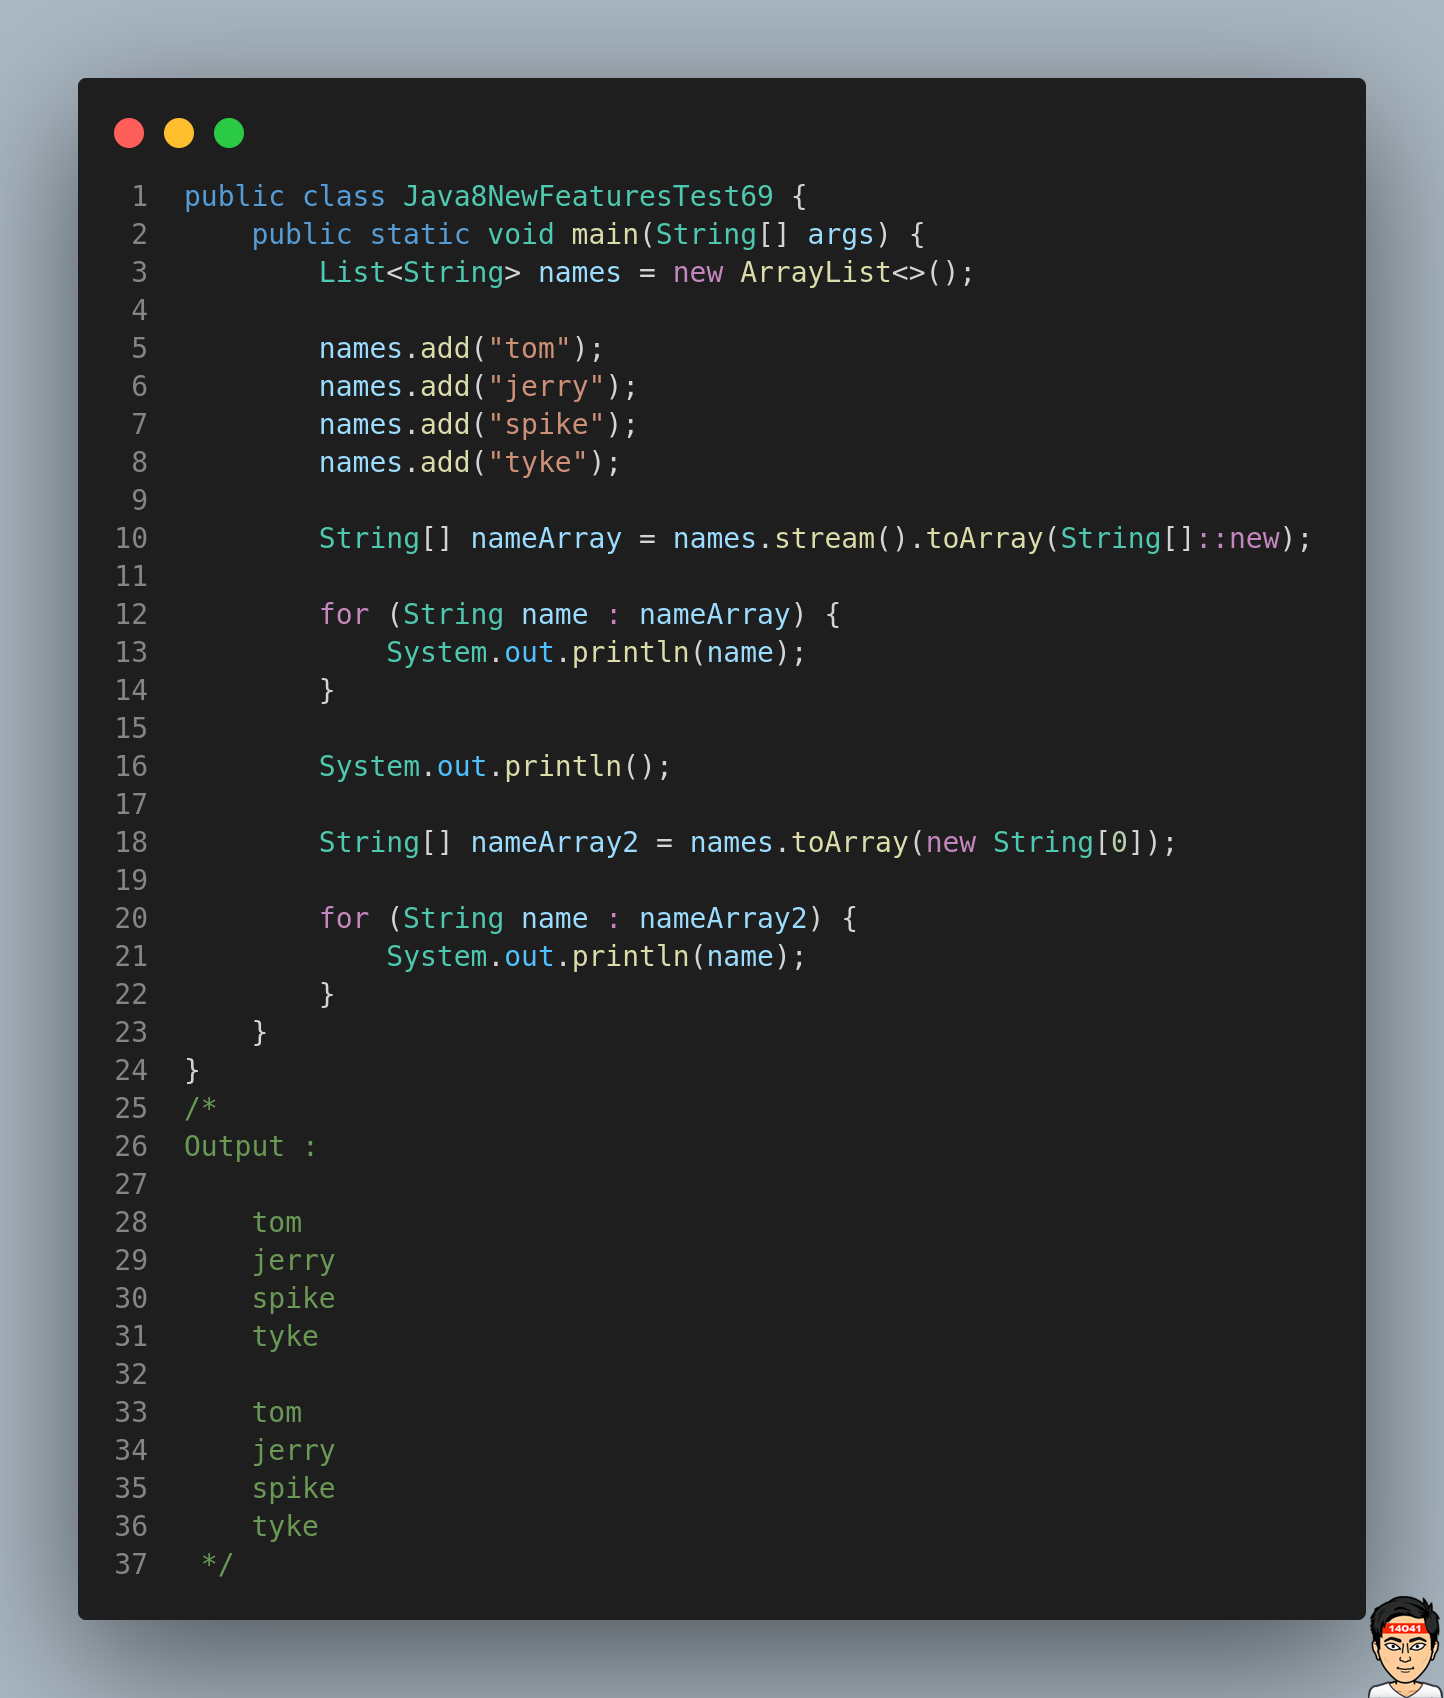 1 public class Java8NewFeaturesTest69 {
2     public static void main(String[] args) {
3         List<String> names = new ArrayList<>();
4
5         names.add("tom");
6         names.add("jerry");
7         names.add("spike");
8         names.add("tyke");
9
10         String[] nameArray = names.stream().toArray(String[]::new);
11
12         for (String name : nameArray) {
13             System.out.println(name);
14         }
15
16         System.out.println();
17
18         String[] nameArray2 = names.toArray(new String[0]);
19
20         for (String name : nameArray2) {
21             System.out.println(name);
22         }
23     }
24 }
25 /*
26 Output :
27
28     tom
29     jerry
30     spike
31     tyke
32
33     tom
34     jerry
35     spike
36     tyke
37  */
14041